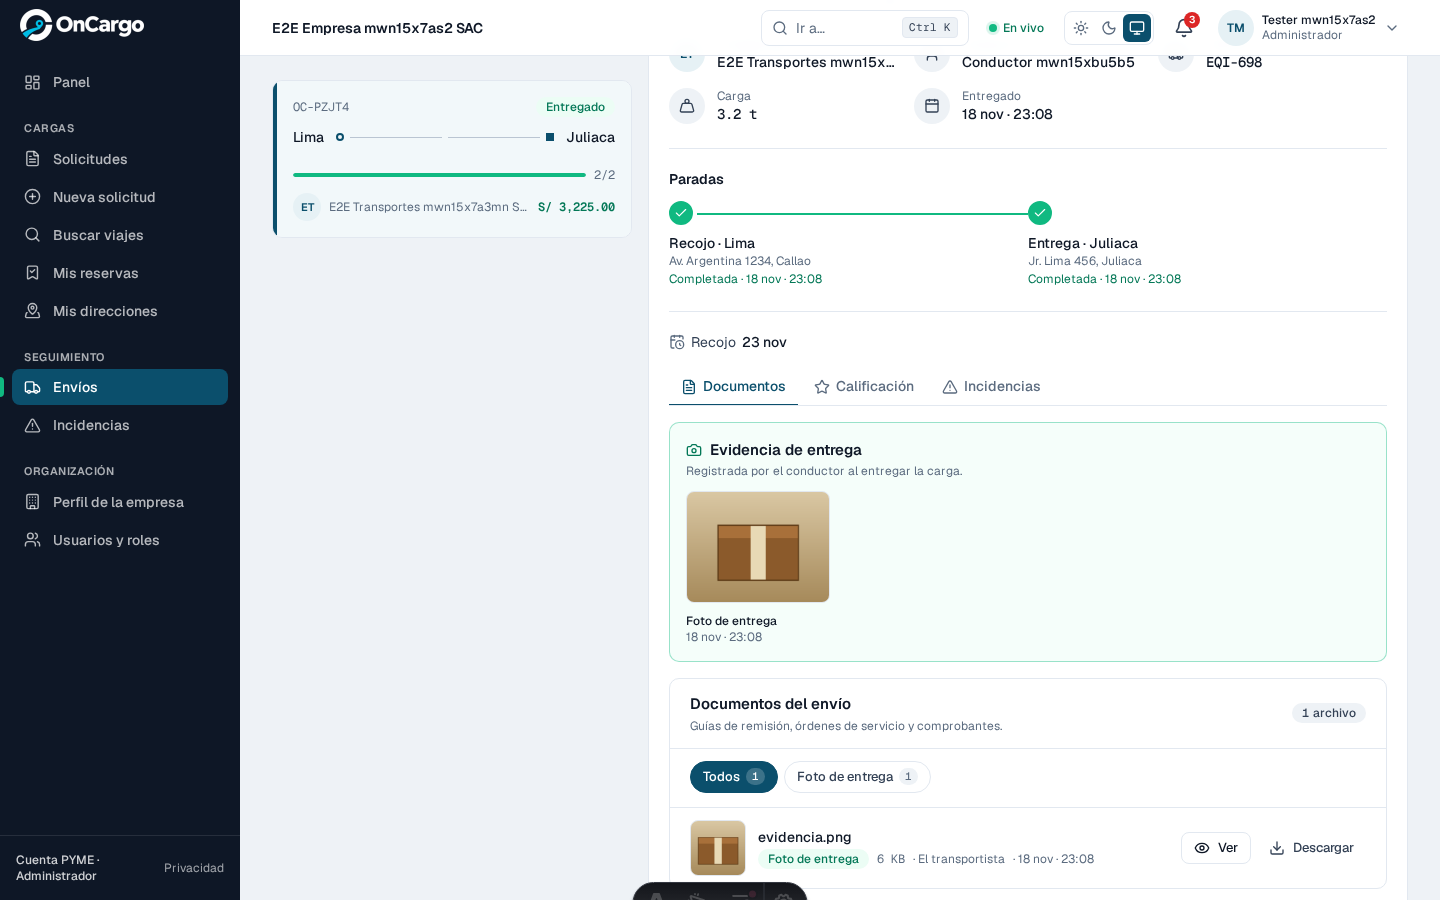 OnCargo
E2E Empresa mwn15x7as2 SAC
Ir a...
Ctrl K
En vivo
3
TM
Tester mwn15x7as2
Administrador
Panel
CARGAS
Solicitudes
Nueva solicitud
Buscar viajes
Mis reservas
Mis direcciones
SEGUIMIENTO
Envíos
Incidencias
ORGANIZACIÓN
Perfil de la empresa
Usuarios y roles
Cuenta PYME ·
Administrador
Privacidad
OC-PZJT4
Entregado
Lima
Juliaca
2/2
ET
E2E Transportes mwn15x7a3mn S...
S/ 3,225.00
E2E Transportes mwn15x...
Conductor mwn15xbu5b5
EQI-698
Carga
3.2 t
Entregado
18 nov · 23:08
Paradas
Recojo · Lima
Av. Argentina 1234, Callao
Completada · 18 nov · 23:08
Entrega · Juliaca
Jr. Lima 456, Juliaca
Completada · 18 nov · 23:08
Recojo 23 nov
Documentos
Calificación
Incidencias
Evidencia de entrega
Registrada por el conductor al entregar la carga.
Foto de entrega
18 nov · 23:08
Documentos del envío
Guías de remisión, órdenes de servicio y comprobantes.
1 archivo
Todos 1
Foto de entrega 1
evidencia.png
Foto de entrega 6 KB · El transportista · 18 nov · 23:08
Ver
Descargar